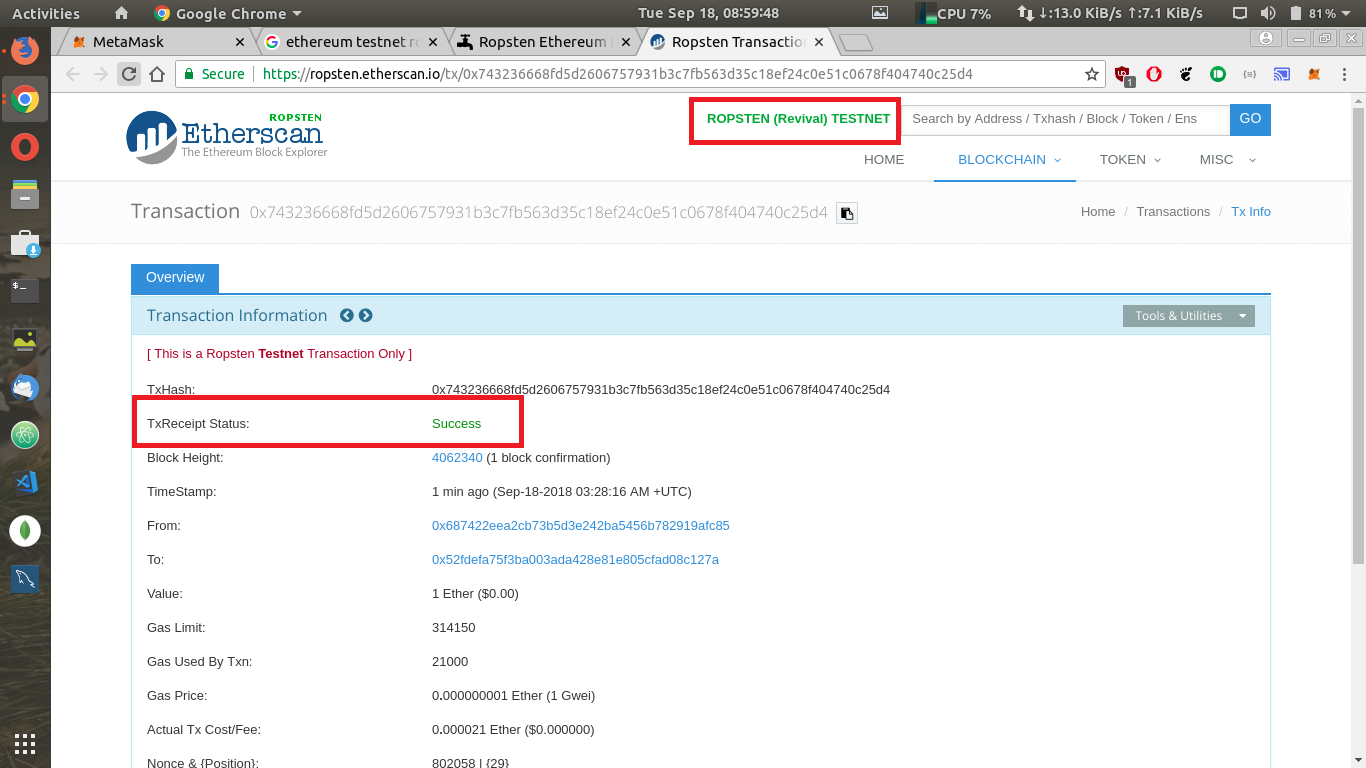 Activities
Google Chrome
Tue Sep 18, 08:59:48
CPU 7%
↓:13.0 KiB/s ↑:7.1 KiB/s
81%
MetaMask
ethereum testnet ro
Ropsten Ethereum
Ropsten Transaction
Secure
https://ropsten.etherscan.io/tx/0x743236668fd5d2606757931b3c7fb563d35c18ef24c0e51c0678f404740c25d4
1
ROPSTEN
Etherscan
The Ethereum Block Explorer
ROPSTEN (Revival) TESTNET
Search by Address / Txhash / Block / Token / Ens
GO
HOME
BLOCKCHAIN
TOKEN
MISC
Transaction 0x743236668fd5d2606757931b3c7fb563d35c18ef24c0e51c0678f404740c25d4
Home / Transactions / Tx Info
Overview
Transaction Information
Tools & Utilities
[ This is a Ropsten Testnet Transaction Only ]
TxHash: 0x743236668fd5d2606757931b3c7fb563d35c18ef24c0e51c0678f404740c25d4
TxReceipt Status: Success
Block Height: 4062340 (1 block confirmation)
TimeStamp: 1 min ago (Sep-18-2018 03:28:16 AM +UTC)
From: 0x687422eea2cb73b5d3e242ba5456b782919afc85
To: 0x52fdefa75f3ba003ada428e81e805cfad08c127a
Value: 1 Ether ($0.00)
Gas Limit: 314150
Gas Used By Txn: 21000
Gas Price: 0.000000001 Ether (1 Gwei)
Actual Tx Cost/Fee: 0.000021 Ether ($0.000000)
Nonce & {Position}: 802058 | {29}